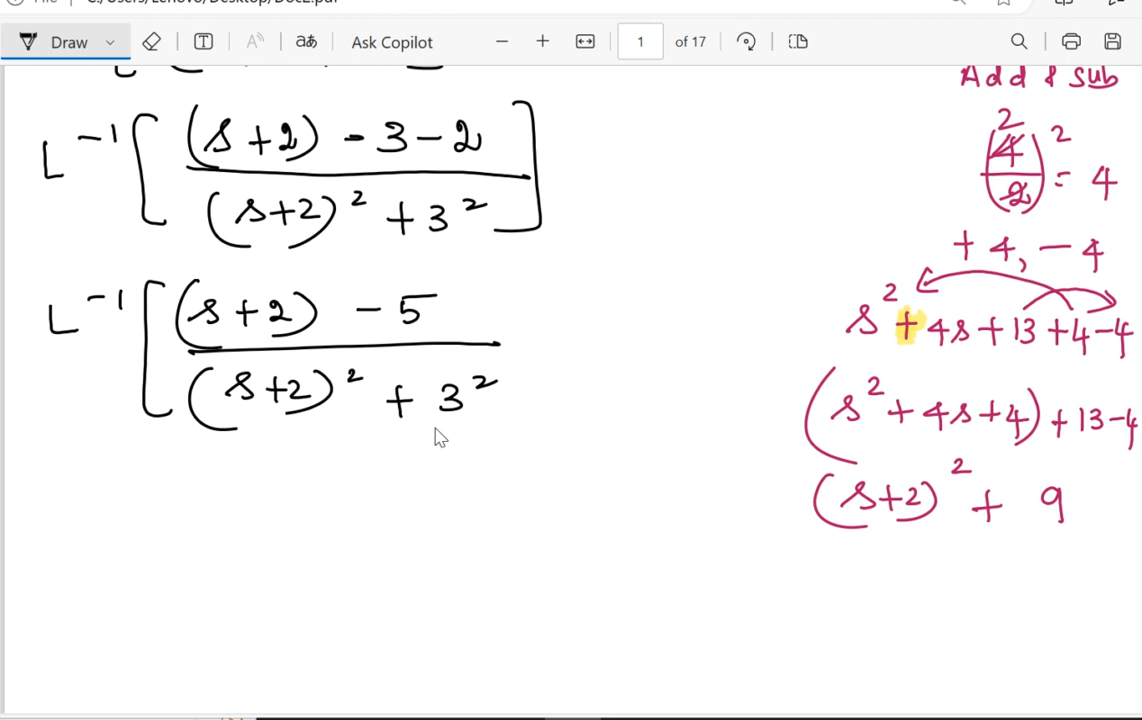 Draw
Ask Copilot
1 of 17
L⁻¹[((s+2) - 3 - 2)/((s+2)² + 3²)]
L⁻¹[((s+2) - 5)/((s+2)² + 3²)
Add & Sub
(4/2)² = 4
2
+4, -4
s² + 4s + 13 + 4 - 4
(s² + 4s + 4) + 13 - 4
(s+2)² + 9